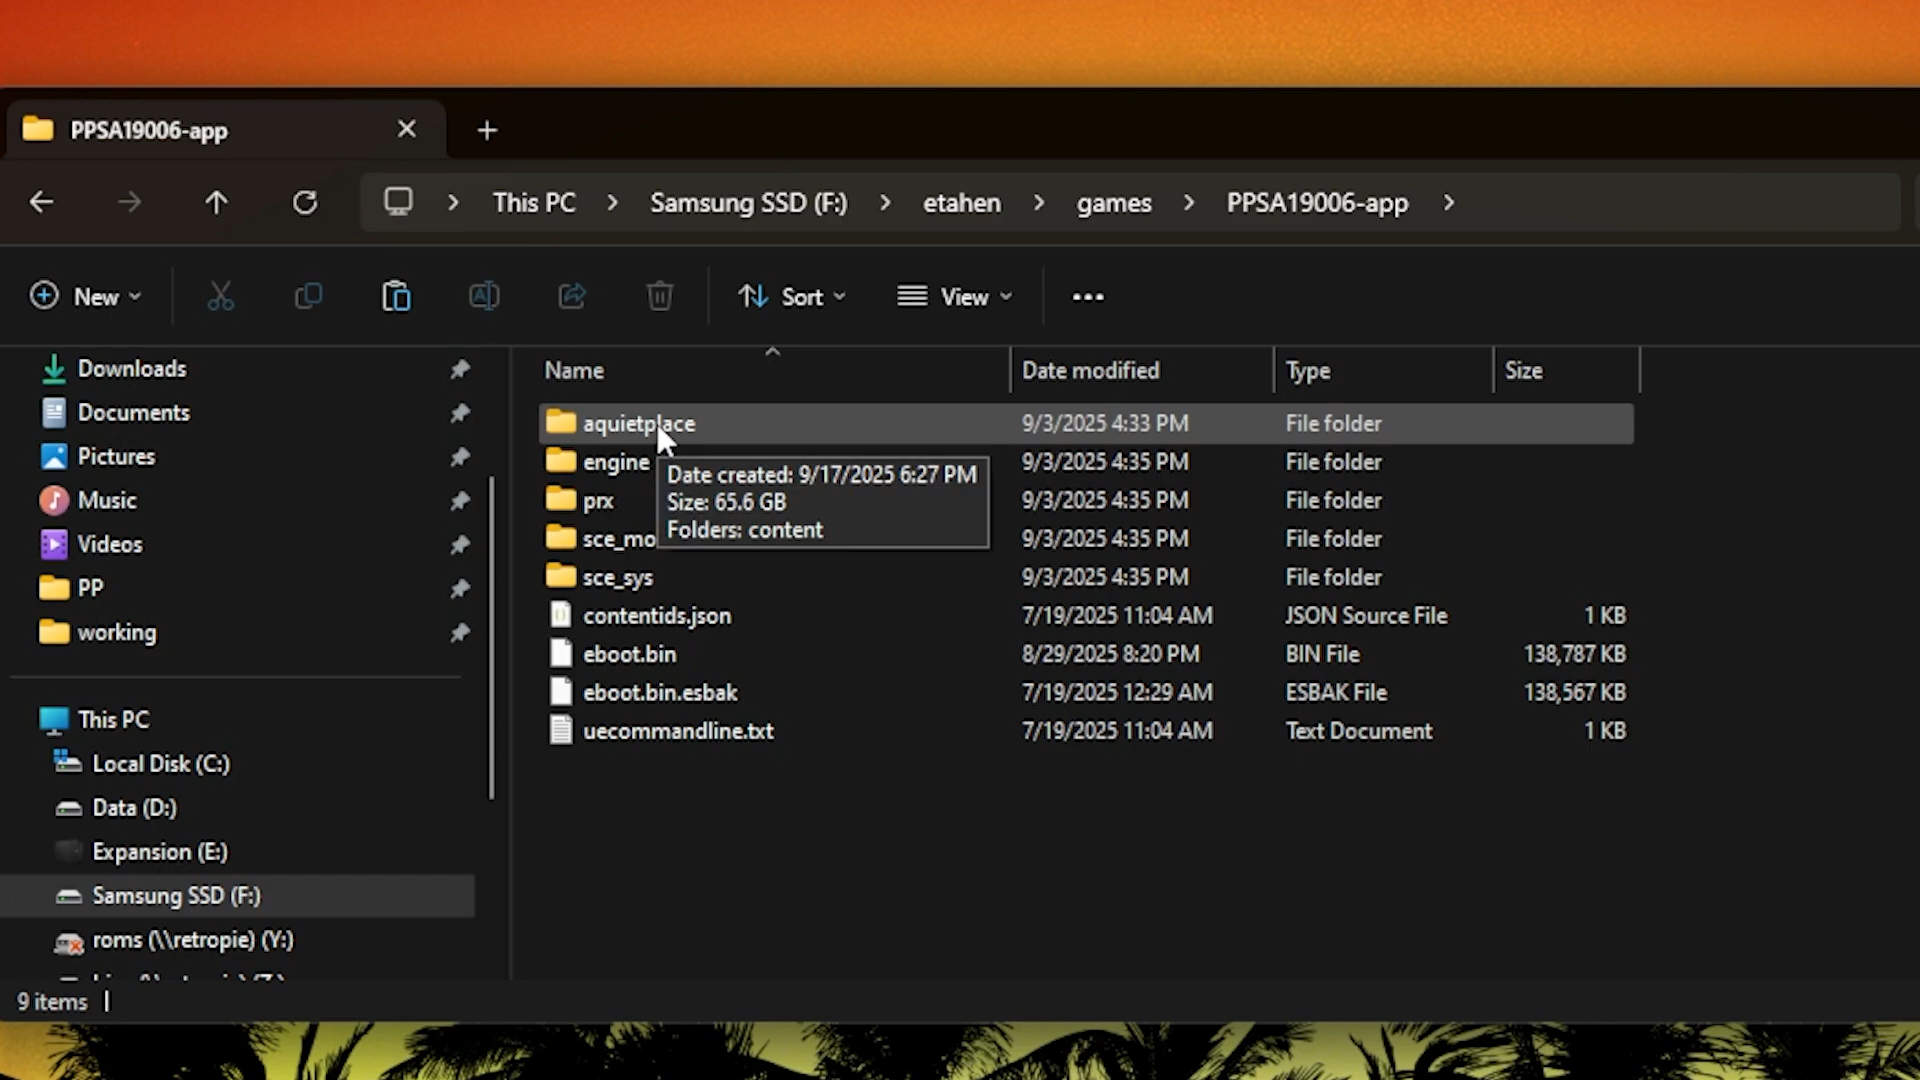 PPSA19006-app
This PC > Samsung SSD (F:) > etahen > games > PPSA19006-app >
New
Sort
View
Downloads
Documents
Pictures
Music
Videos
PP
working
This PC
Local Disk (C:)
Data (D:)
Expansion (E:)
Samsung SSD (F:)
roms (\\retropie) (Y:)
Name Date modified Type Size
aquietplace 9/3/2025 4:33 PM File folder
engine 9/3/2025 4:35 PM File folder
prx 9/3/2025 4:35 PM File folder
sce_mo 9/3/2025 4:35 PM File folder
sce_sys 9/3/2025 4:35 PM File folder
contentids.json 7/19/2025 11:04 AM JSON Source File 1 KB
eboot.bin 8/29/2025 8:20 PM BIN File 138,787 KB
eboot.bin.esbak 7/19/2025 12:29 AM ESBAK File 138,567 KB
uecommandline.txt 7/19/2025 11:04 AM Text Document 1 KB
Date created: 9/17/2025 6:27 PM
Size: 65.6 GB
Folders: content
9 items